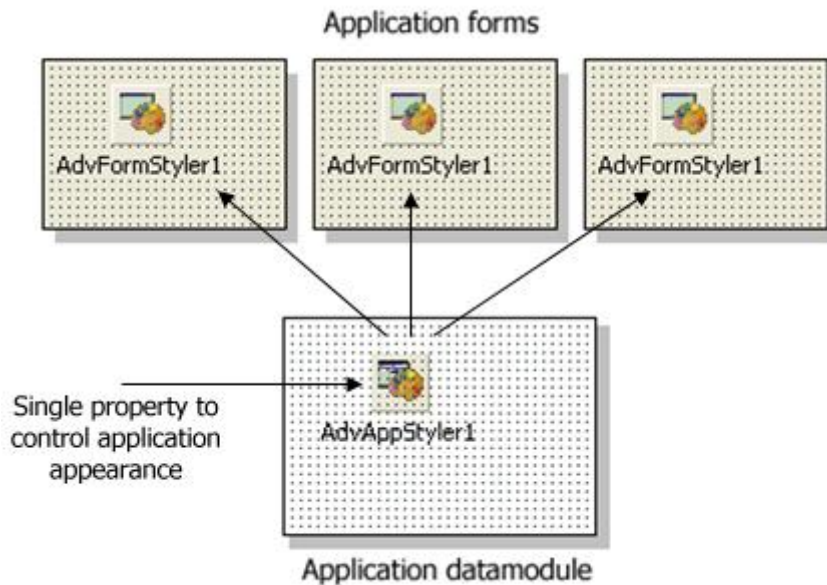 Application forms
AdvFormStyler1
AdvFormStyler1
AdvFormStyler1
Single property to
control application
appearance
AdvAppStyler1
Application datamodule